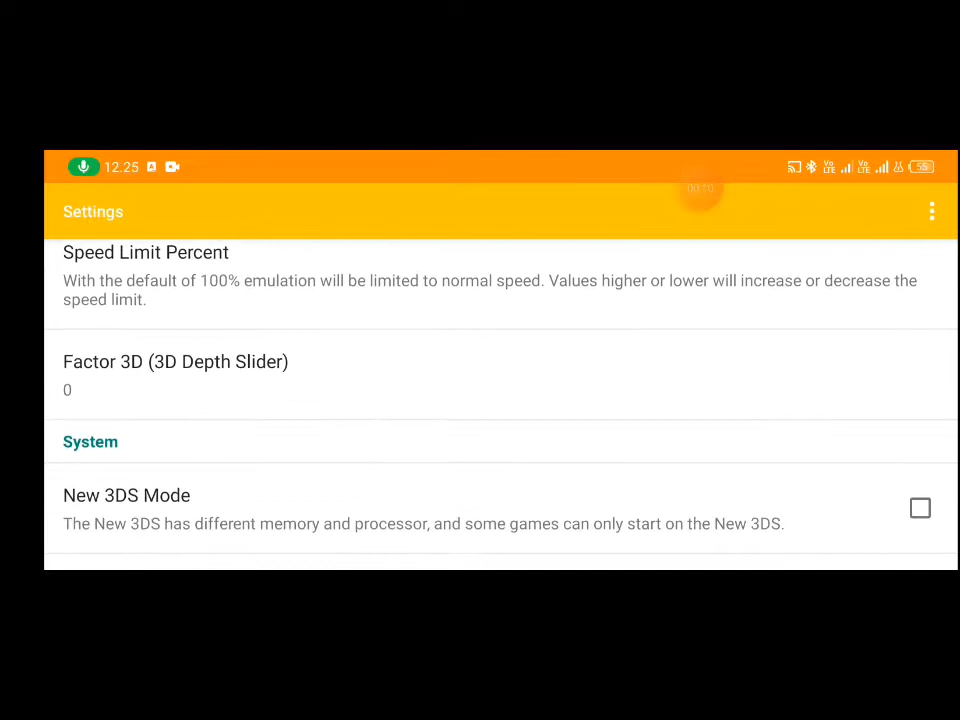 12.25
55
00:10
Settings
Speed Limit Percent
With the default of 100% emulation will be limited to normal speed. Values higher or lower will increase or decrease the
speed limit.
Factor 3D (3D Depth Slider)
0
System
New 3DS Mode
The New 3DS has different memory and processor, and some games can only start on the New 3DS.